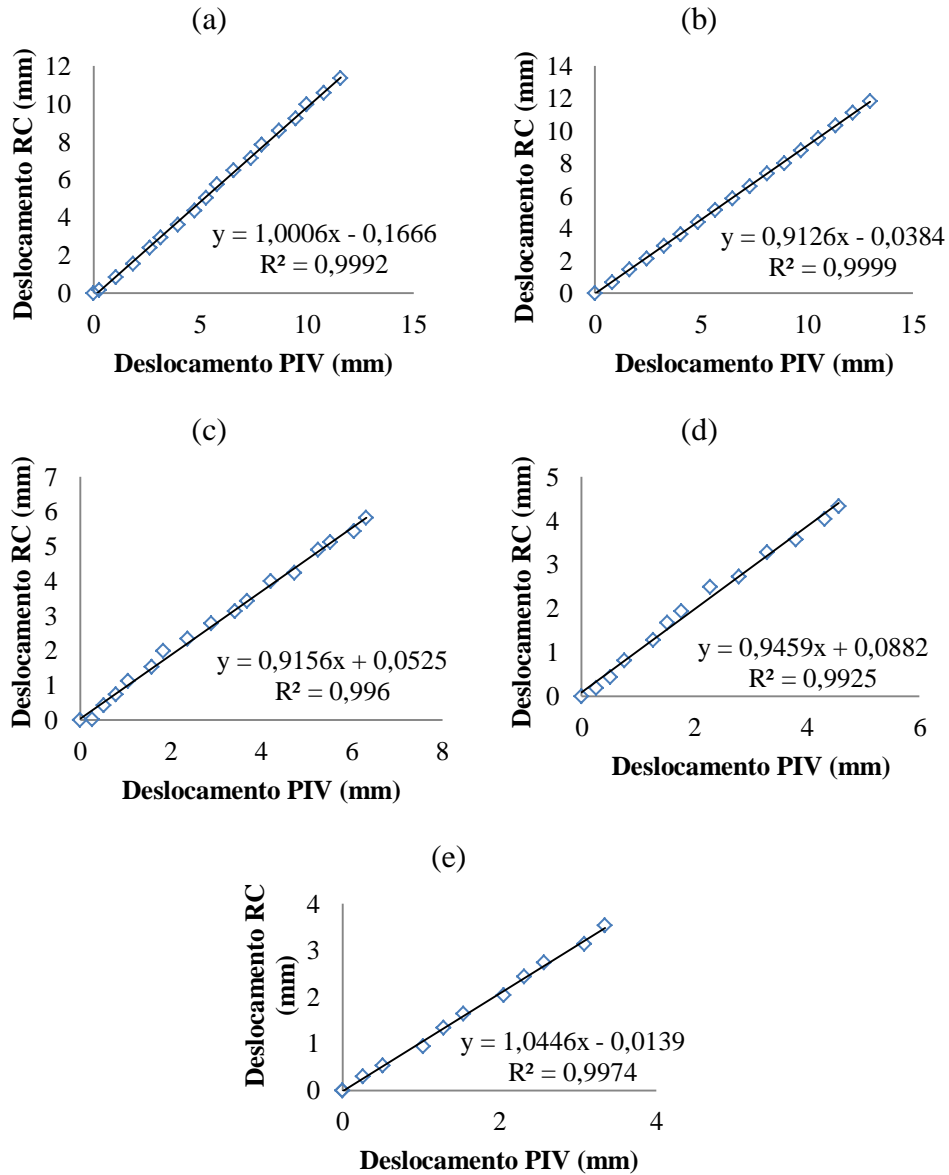 (a)
Deslocamento RC (mm)
12
10
8
6
4
2
0
y = 1,0006x - 0,1666
R² = 0,9992
0 5 10 15
Deslocamento PIV (mm)
(b)
Deslocamento RC (mm)
14
12
10
8
6
4
2
0
y = 0,9126x - 0,0384
R² = 0,9999
0 5 10 15
Deslocamento PIV (mm)
(c)
Deslocamento RC (mm)
7
6
5
4
3
2
1
0
y = 0,9156x + 0,0525
R² = 0,996
0 2 4 6 8
Deslocamento PIV (mm)
(d)
Deslocamento RC (mm)
5
4
3
2
1
0
y = 0,9459x + 0,0882
R² = 0,9925
0 2 4 6
Deslocamento PIV (mm)
(e)
Deslocamento RC
(mm)
4
3
2
1
0
y = 1,0446x - 0,0139
R² = 0,9974
0 2 4
Deslocamento PIV (mm)